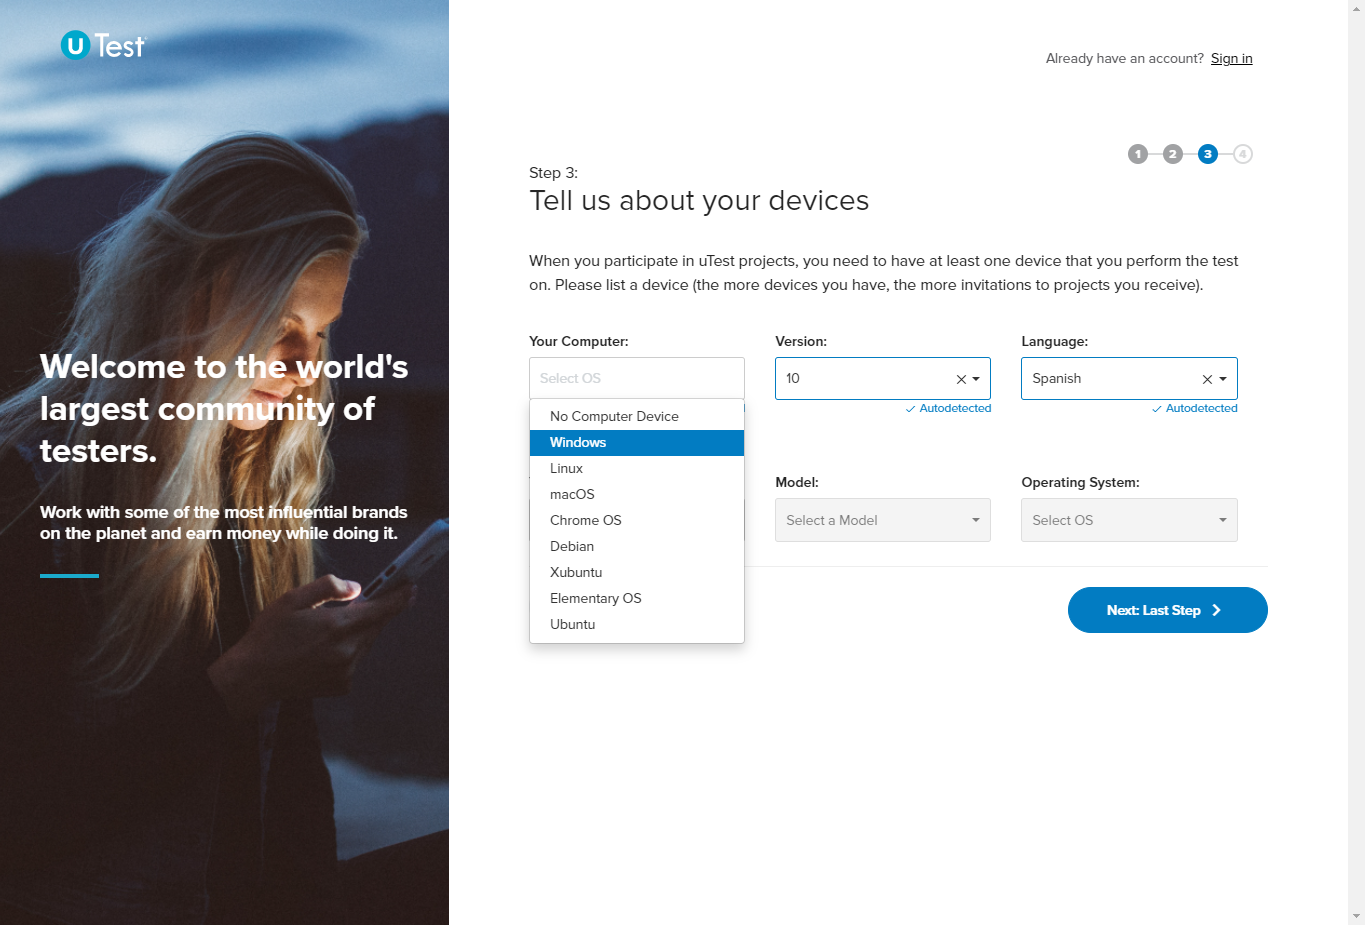 u Test
Already have an account? Sign in
1 2 3 4
Step 3:
Tell us about your devices
When you participate in uTest projects, you need to have at least one device that you perform the test
on. Please list a device (the more devices you have, the more invitations to projects you receive).
Your Computer: Version: Language:
Select OS 10 Spanish
Autodetected Autodetected
No Computer Device
Windows
Linux
macOS
Chrome OS
Debian
Xubuntu
Elementary OS
Ubuntu
Model: Operating System:
Select a Model Select OS
Next: Last Step
Welcome to the world's
largest community of
testers.
Work with some of the most influential brands
on the planet and earn money while doing it.